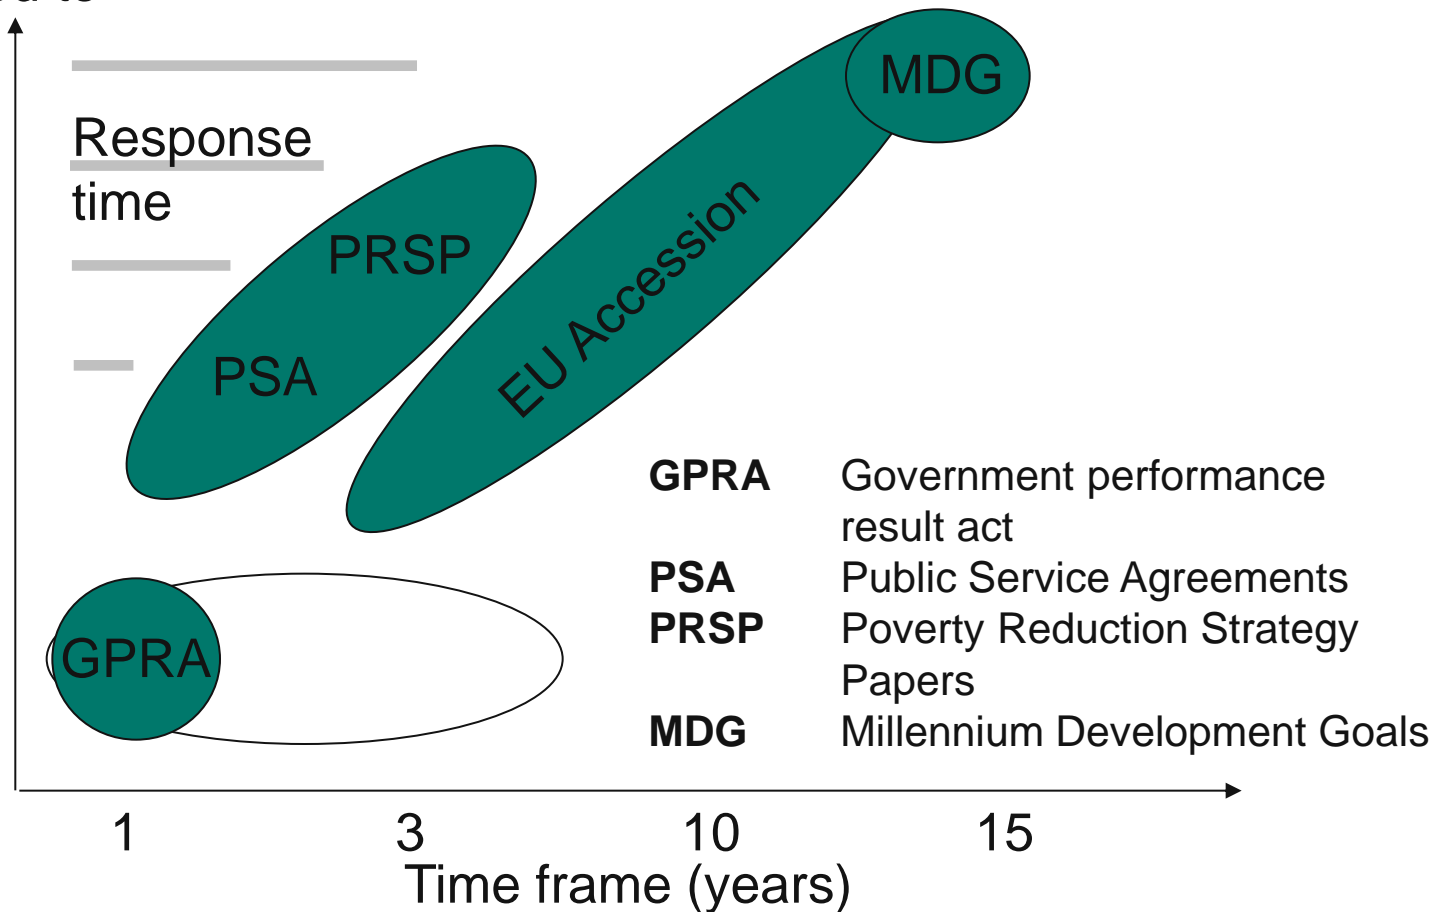 MDG
Response
time
PRSP
EU Accession
PSA
GPRA Government performance
result act
PSA Public Service Agreements
PRSP Poverty Reduction Strategy
Papers
MDG Millennium Development Goals
GPRA
1 3 10 15
Time frame (years)